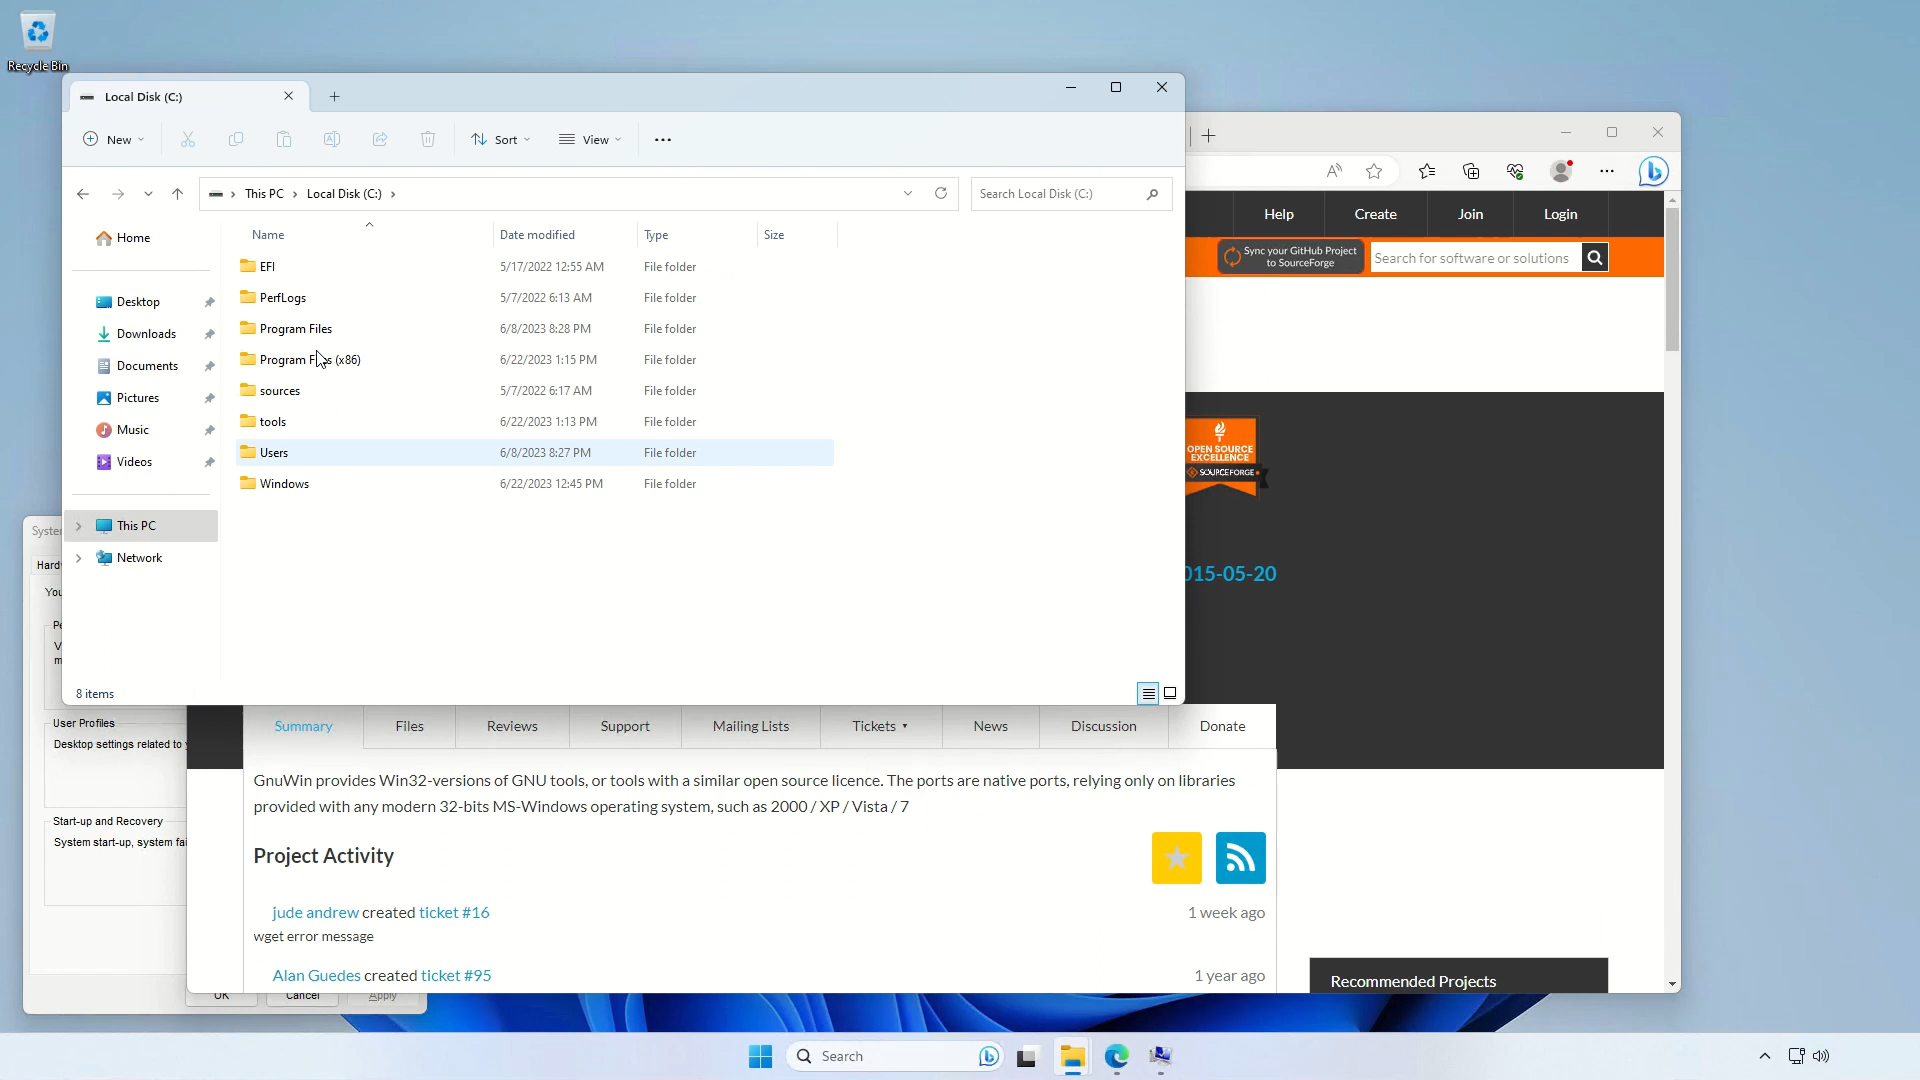 Recycle Bin
Local Disk (C:)
New
Sort
View
This PC
Local Disk (C:)
Search Local Disk (C:)
Home
Desktop
Downloads
Documents
Pictures
Music
Videos
This PC
Network
Name Date modified Type Size
EFI 5/17/2022 12:55 AM File folder
PerfLogs 5/7/2022 6:13 AM File folder
Program Files 6/8/2023 8:28 PM File folder
Program Files (x86) 6/22/2023 1:15 PM File folder
sources 5/7/2022 6:17 AM File folder
tools 6/22/2023 1:13 PM File folder
Users 6/8/2023 8:27 PM File folder
Windows 6/22/2023 12:45 PM File folder
8 items
Help Create Join Login
Sync your GitHub Project
to SourceForge
Search for software or solutions
OPEN SOURCE
EXCELLENCE
SOURCEFORGE
015-05-20
Summary Files Reviews Support Mailing Lists Tickets News Discussion Donate
GnuWin provides Win32-versions of GNU tools, or tools with a similar open source licence. The ports are native ports, relying only on libraries
provided with any modern 32-bits MS-Windows operating system, such as 2000 / XP / Vista / 7
Project Activity
jude andrew created ticket #16 1 week ago
wget error message
Alan Guedes created ticket #95 1 year ago
Recommended Projects
Syste
Hard
You
Pe
V
m
User Profiles
Desktop settings related to
Start-up and Recovery
System start-up, system fai
OK Cancel Apply
Search